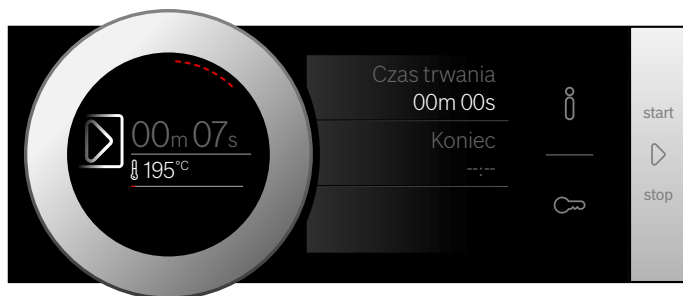 00m 07s
195°C
Czas trwania
00m 00s
Koniec
--:--
start
stop